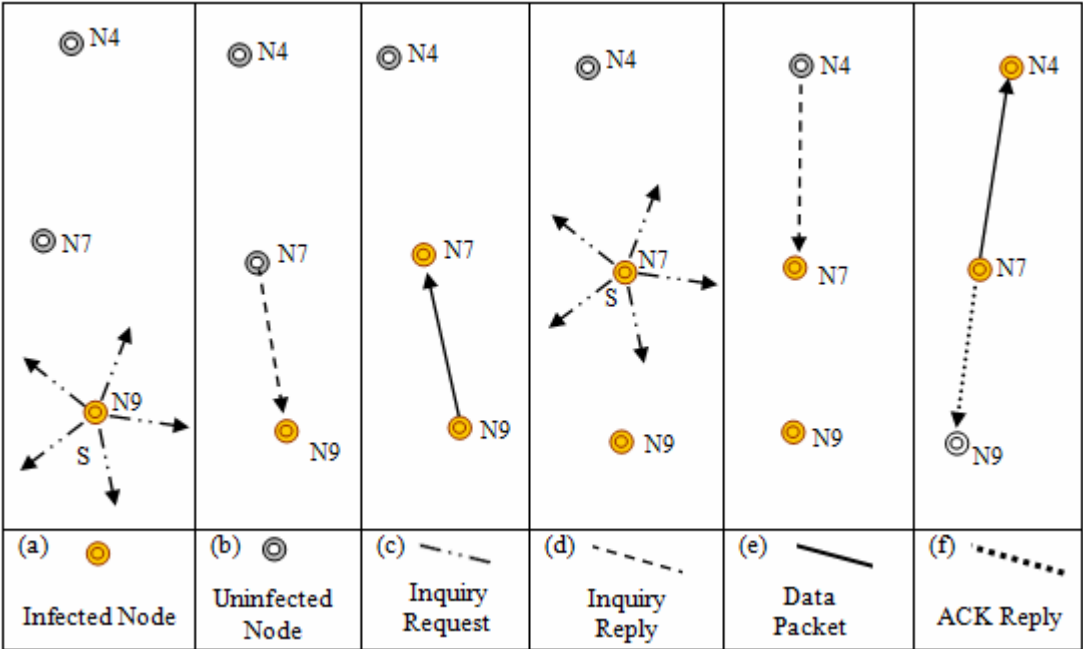 N4
N7
N9
S
N4
N7
N9
N4
N7
N9
N4
N7
S
N9
N4
N7
N9
N4
N7
N9
(a)
Infected Node
(b)
Uninfected
Node
(c)
Inquiry
Request
(d)
Inquiry
Reply
(e)
Data
Packet
(f)
ACK Reply